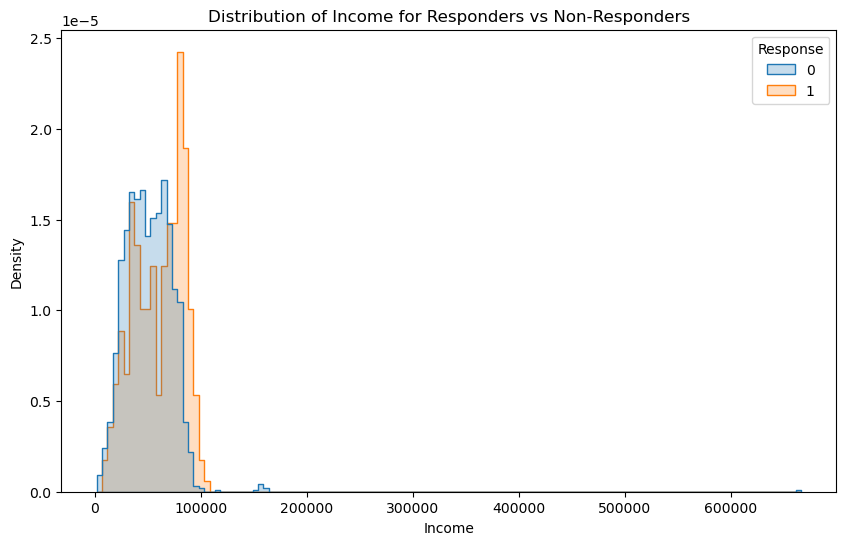 Distribution of Income for Responders vs Non-Responders
1e−5
2.5
2.0
1.5
1.0
0.5
0.0
Density
Response
0
1
0 100000 200000 300000 400000 500000 600000
Income